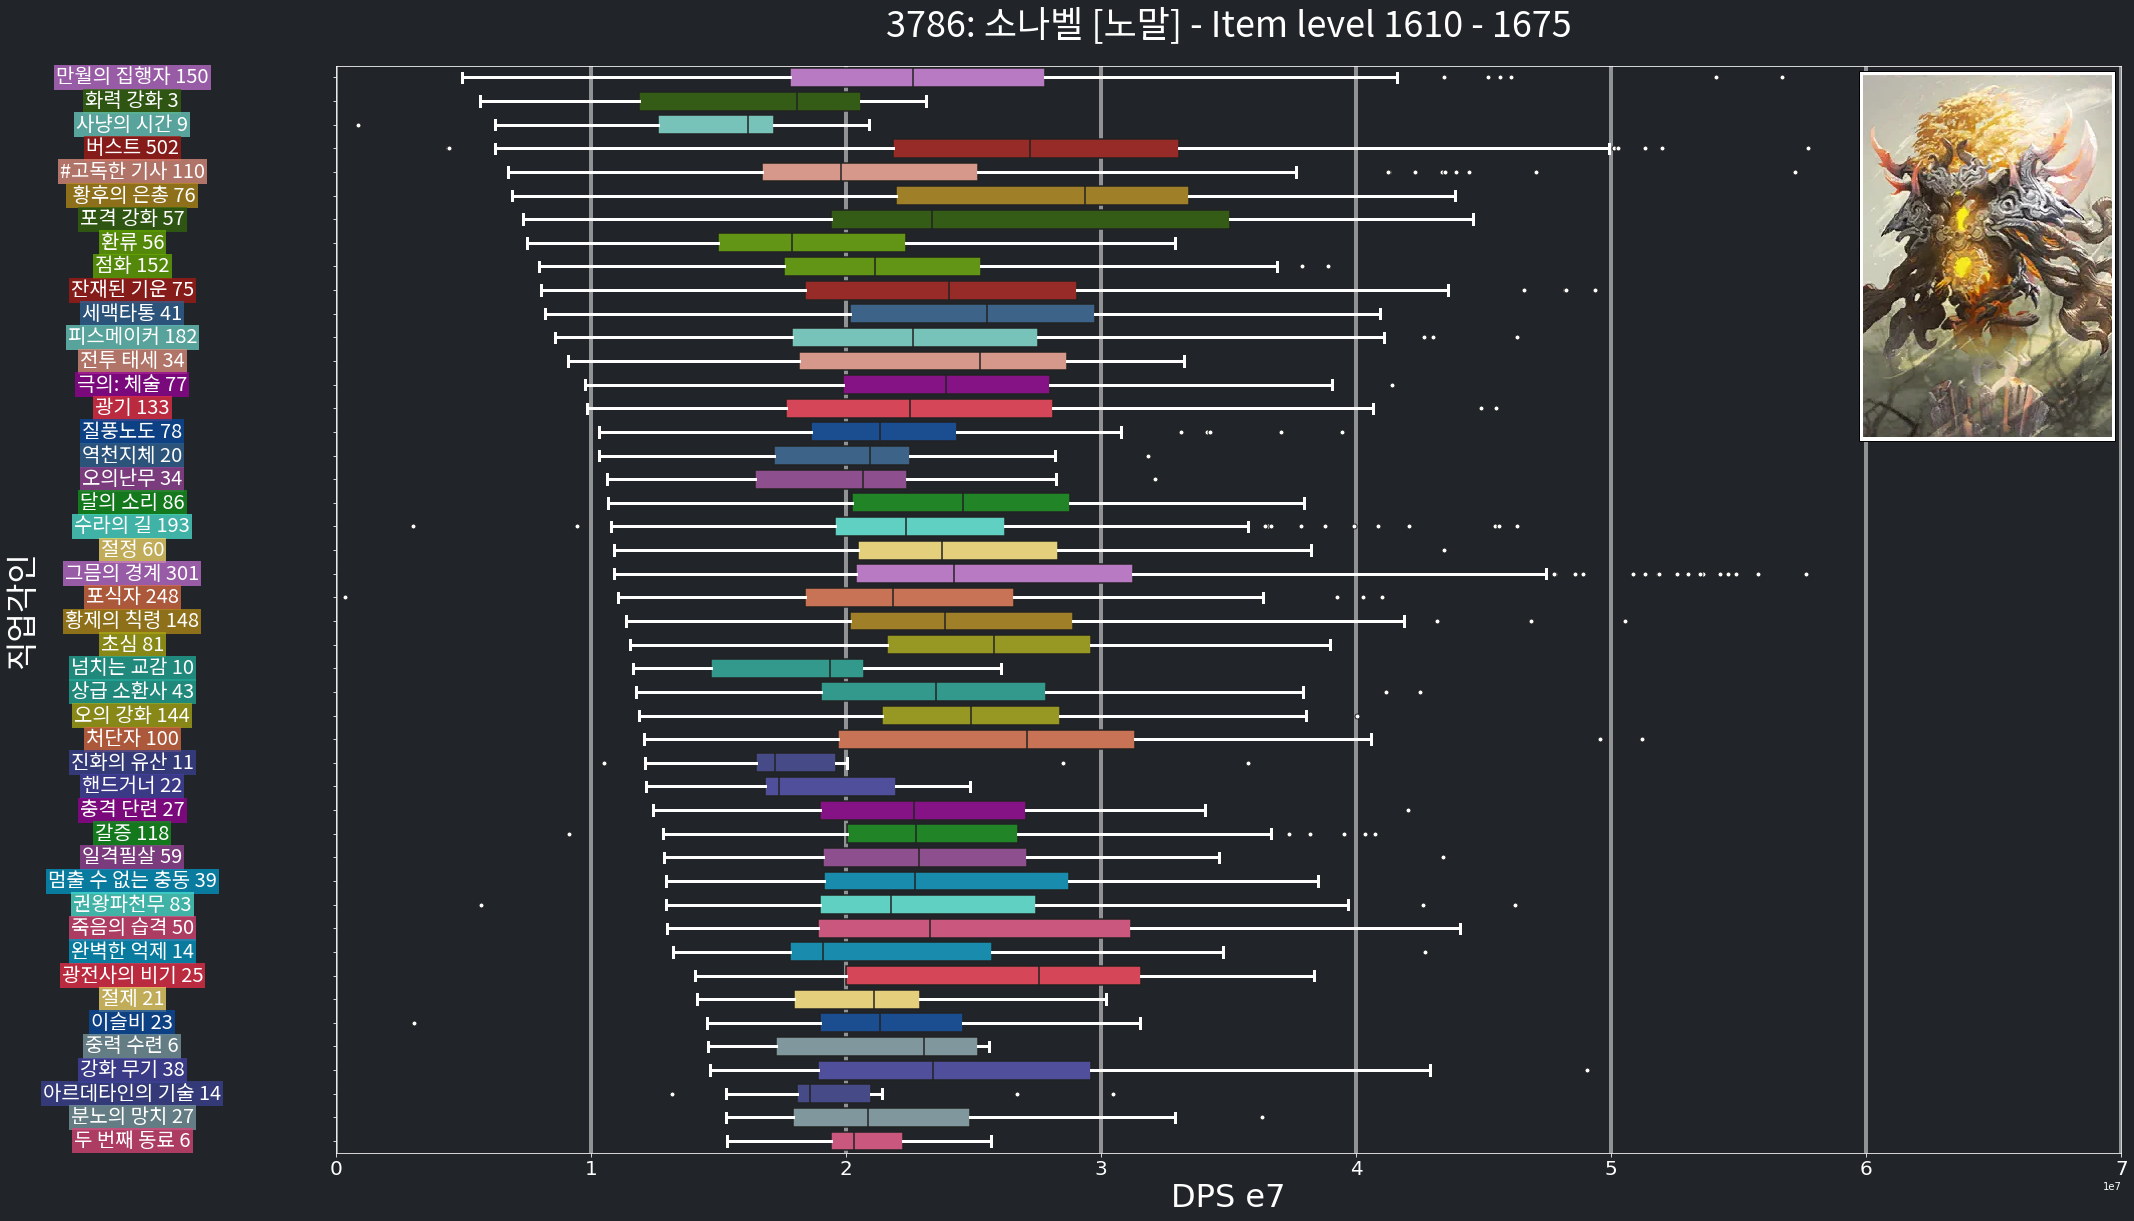 3786: 소나벨 [노말] - Item level 1610 - 1675
만월의 집행자 150
화력 강화 3
사냥의 시간 9
버스트 502
#고독한 기사 110
황후의 은총 76
포격 강화 57
환류 56
점화 152
잔재된 기운 75
세맥타통 41
피스메이커 182
전투 태세 34
극의: 체술 77
광기 133
질풍노도 78
역천지체 20
오의난무 34
달의 소리 86
수라의 길 193
절정 60
그믐의 경계 301
포식자 248
황제의 칙령 148
초심 81
넘치는 교감 10
상급 소환사 43
오의 강화 144
처단자 100
진화의 유산 11
핸드거너 22
충격 단련 27
갈증 118
일격필살 59
멈출 수 없는 충동 39
권왕파천무 83
죽음의 습격 50
완벽한 억제 14
광전사의 비기 25
절제 21
이슬비 23
중력 수련 6
강화 무기 38
아르데타인의 기술 14
분노의 망치 27
두 번째 동료 6
직업각인
0 1 2 3 4 5 6 7
1e7
DPS e7